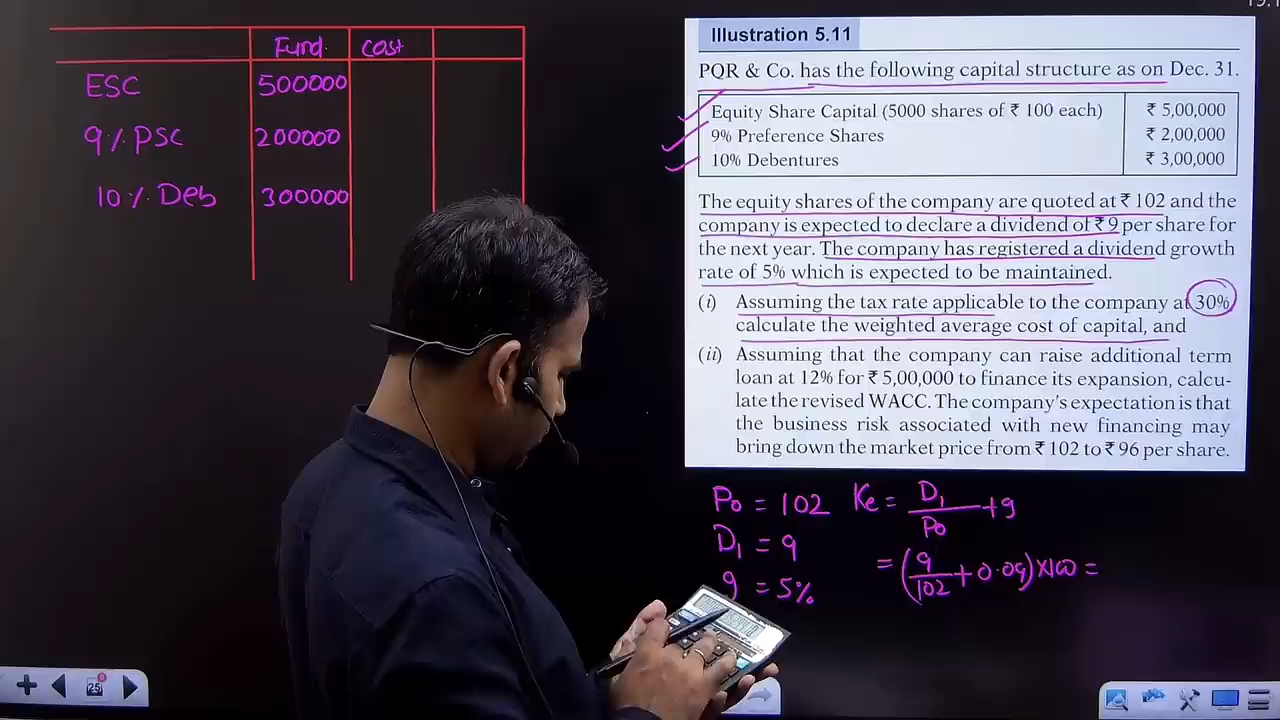 Fund. Cost
ESC 500000
9% PSC 200000
10% Deb 300000
Illustration 5.11
PQR & Co. has the following capital structure as on Dec. 31.
Equity Share Capital (5000 shares of ₹ 100 each) ₹ 5,00,000
9% Preference Shares ₹ 2,00,000
10% Debentures ₹ 3,00,000
The equity shares of the company are quoted at ₹ 102 and the
company is expected to declare a dividend of ₹ 9 per share for
the next year. The company has registered a dividend growth
rate of 5% which is expected to be maintained.
(i) Assuming the tax rate applicable to the company at 30%
calculate the weighted average cost of capital, and
(ii) Assuming that the company can raise additional term
loan at 12% for ₹ 5,00,000 to finance its expansion, calcu-
late the revised WACC. The company's expectation is that
the business risk associated with new financing may
bring down the market price from ₹ 102 to ₹ 96 per share.
P0 = 102 Ke = D1/P0 + g
D1 = 9
g = 5%
= (9/102 + 0.09) × 100 =
25